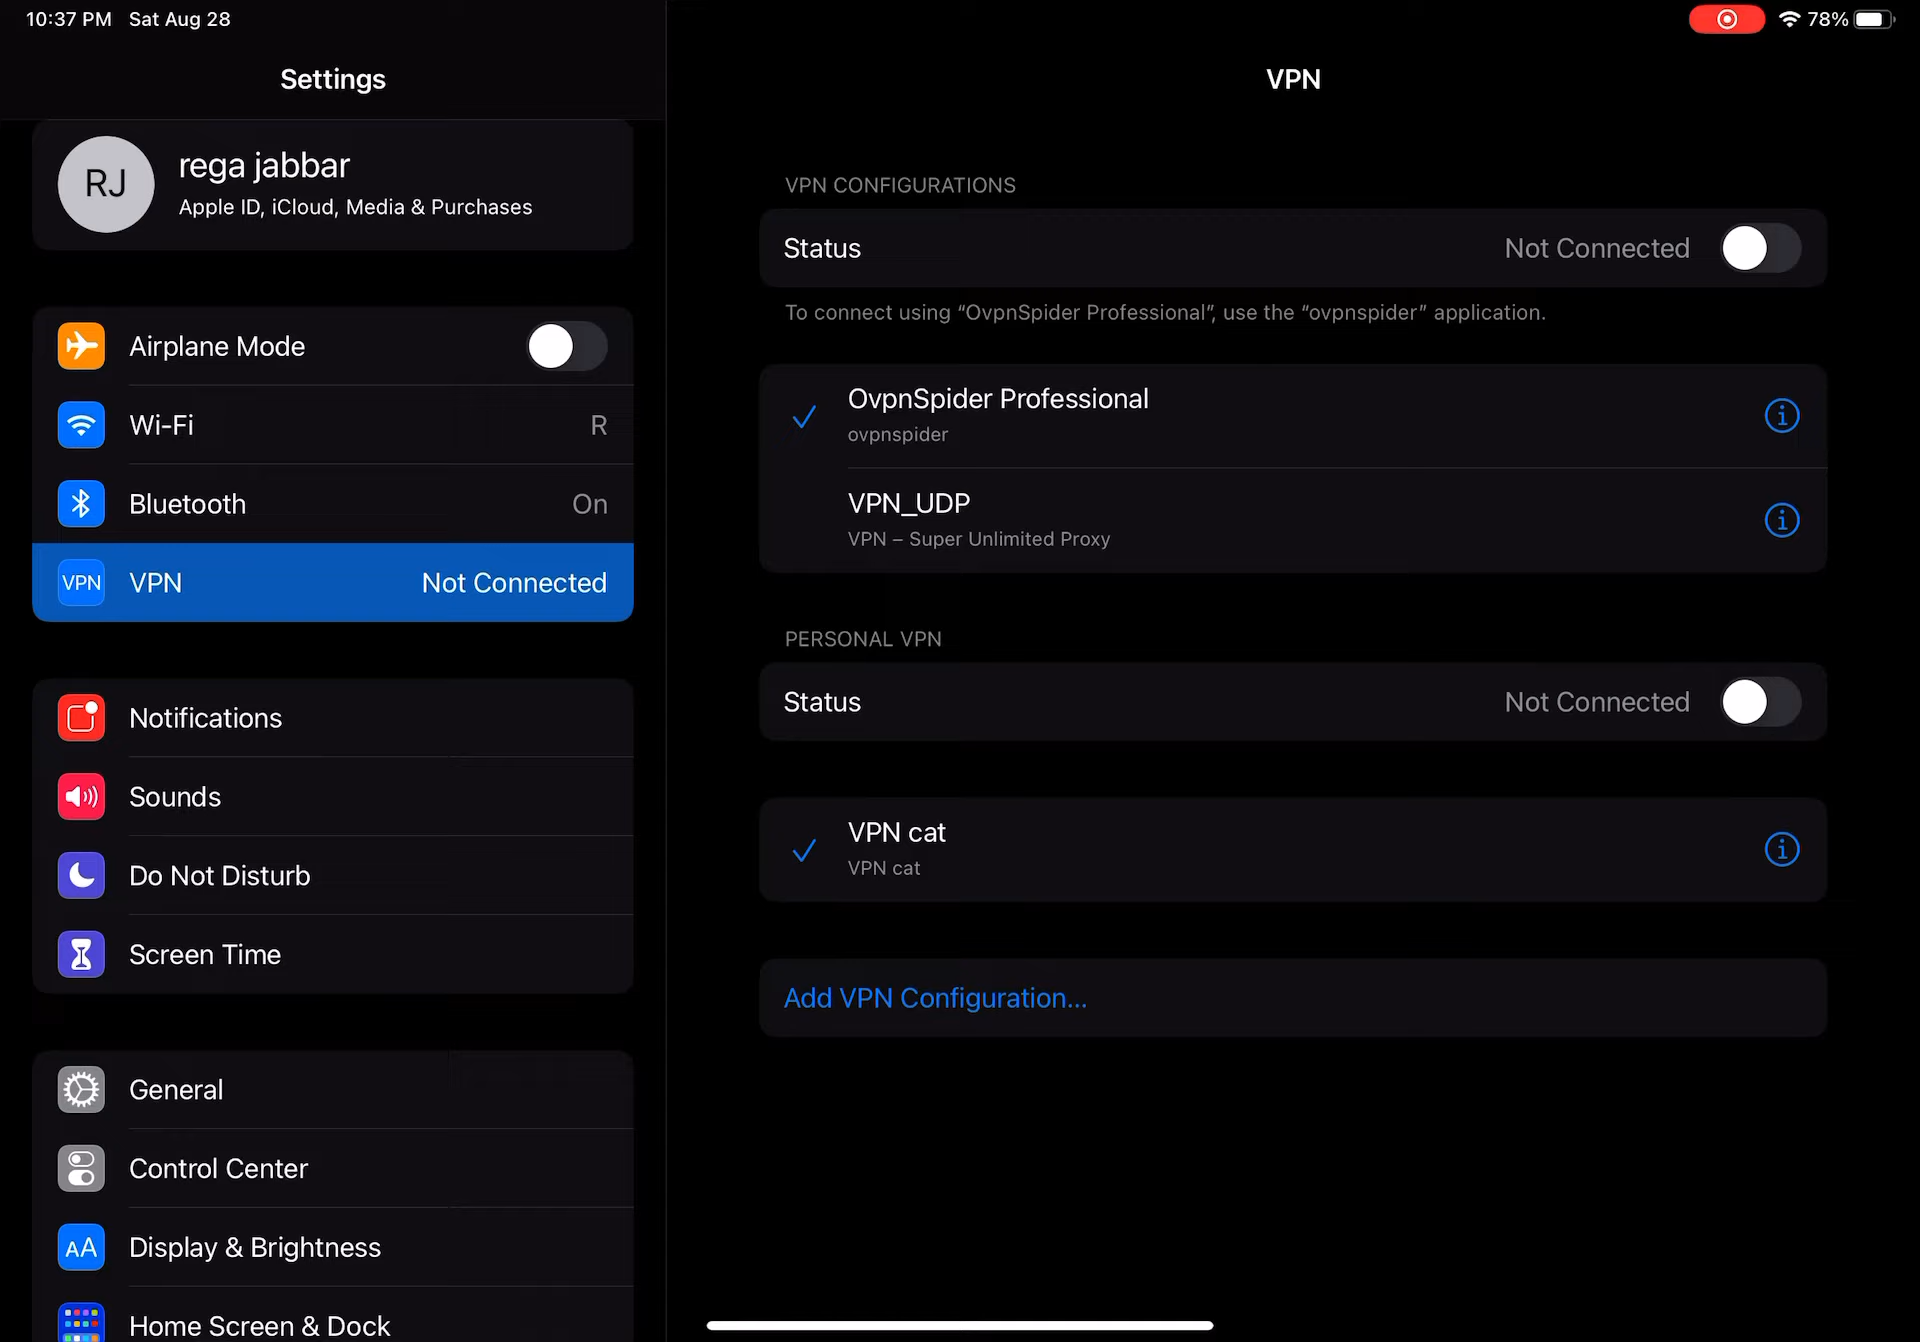 10:37 PM Sat Aug 28
78%
Settings
RJ
rega jabbar
Apple ID, iCloud, Media & Purchases
Airplane Mode
Wi-Fi R
Bluetooth On
VPN VPN Not Connected
Notifications
Sounds
Do Not Disturb
Screen Time
General
Control Center
AA Display & Brightness
Home Screen & Dock
VPN
VPN CONFIGURATIONS
Status Not Connected
To connect using “OvpnSpider Professional”, use the “ovpnspider” application.
OvpnSpider Professional
ovpnspider
VPN_UDP
VPN – Super Unlimited Proxy
PERSONAL VPN
Status Not Connected
VPN cat
VPN cat
Add VPN Configuration...